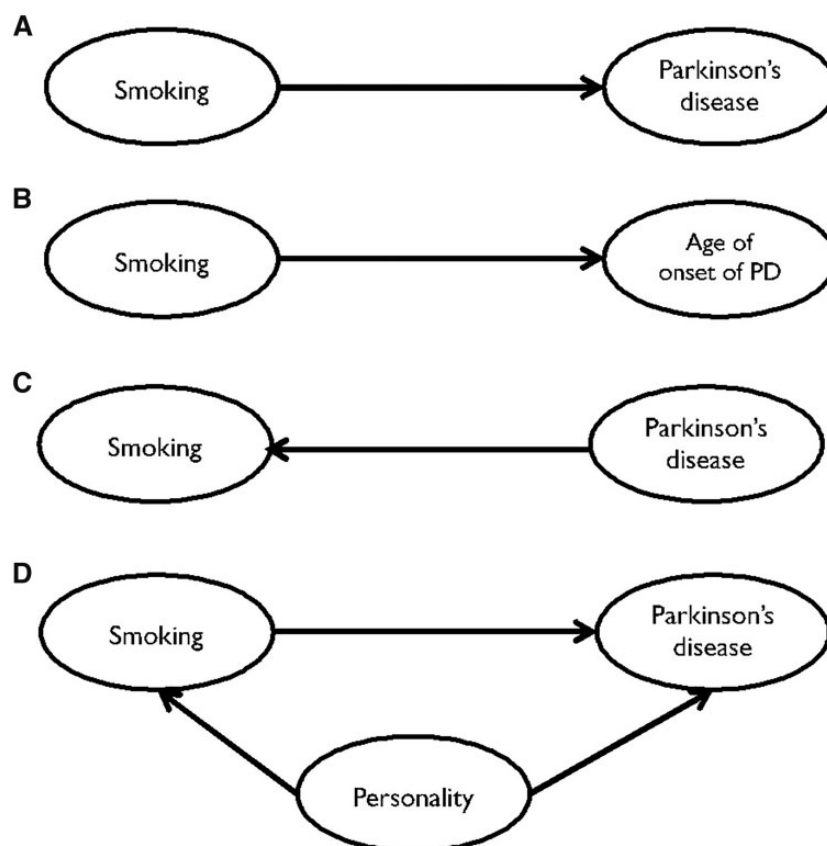 A
Smoking
Parkinson's
disease
B
Smoking
Age of
onset of PD
C
Smoking
Parkinson's
disease
D
Smoking
Parkinson's
disease
Personality